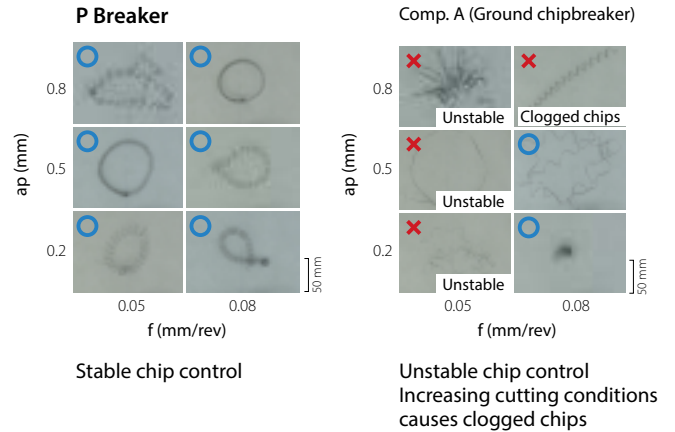 P Breaker
Comp. A (Ground chipbreaker)
ap (mm)
0.8
0.5
0.2
0.05
0.08
f (mm/rev)
50 mm
Stable chip control
ap (mm)
0.8
Unstable
Clogged chips
0.5
Unstable
0.2
Unstable
0.05
0.08
f (mm/rev)
50 mm
Unstable chip control
Increasing cutting conditions
causes clogged chips